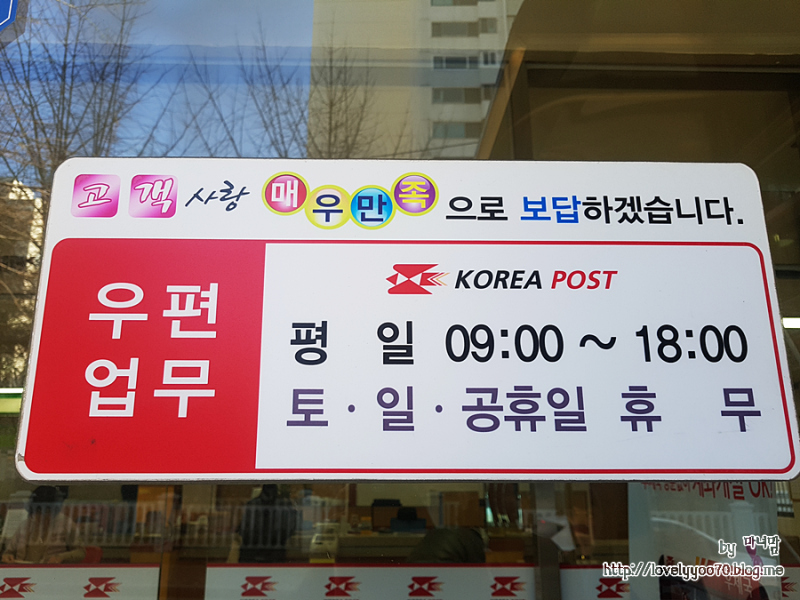 고객 사랑 매우만족으로 보답하겠습니다.
우편
업무
KOREA POST
평 일 09:00 ~ 18:00
토·일·공휴일 휴 무
by 마니맘
http://lovelyyoo70.blog.me